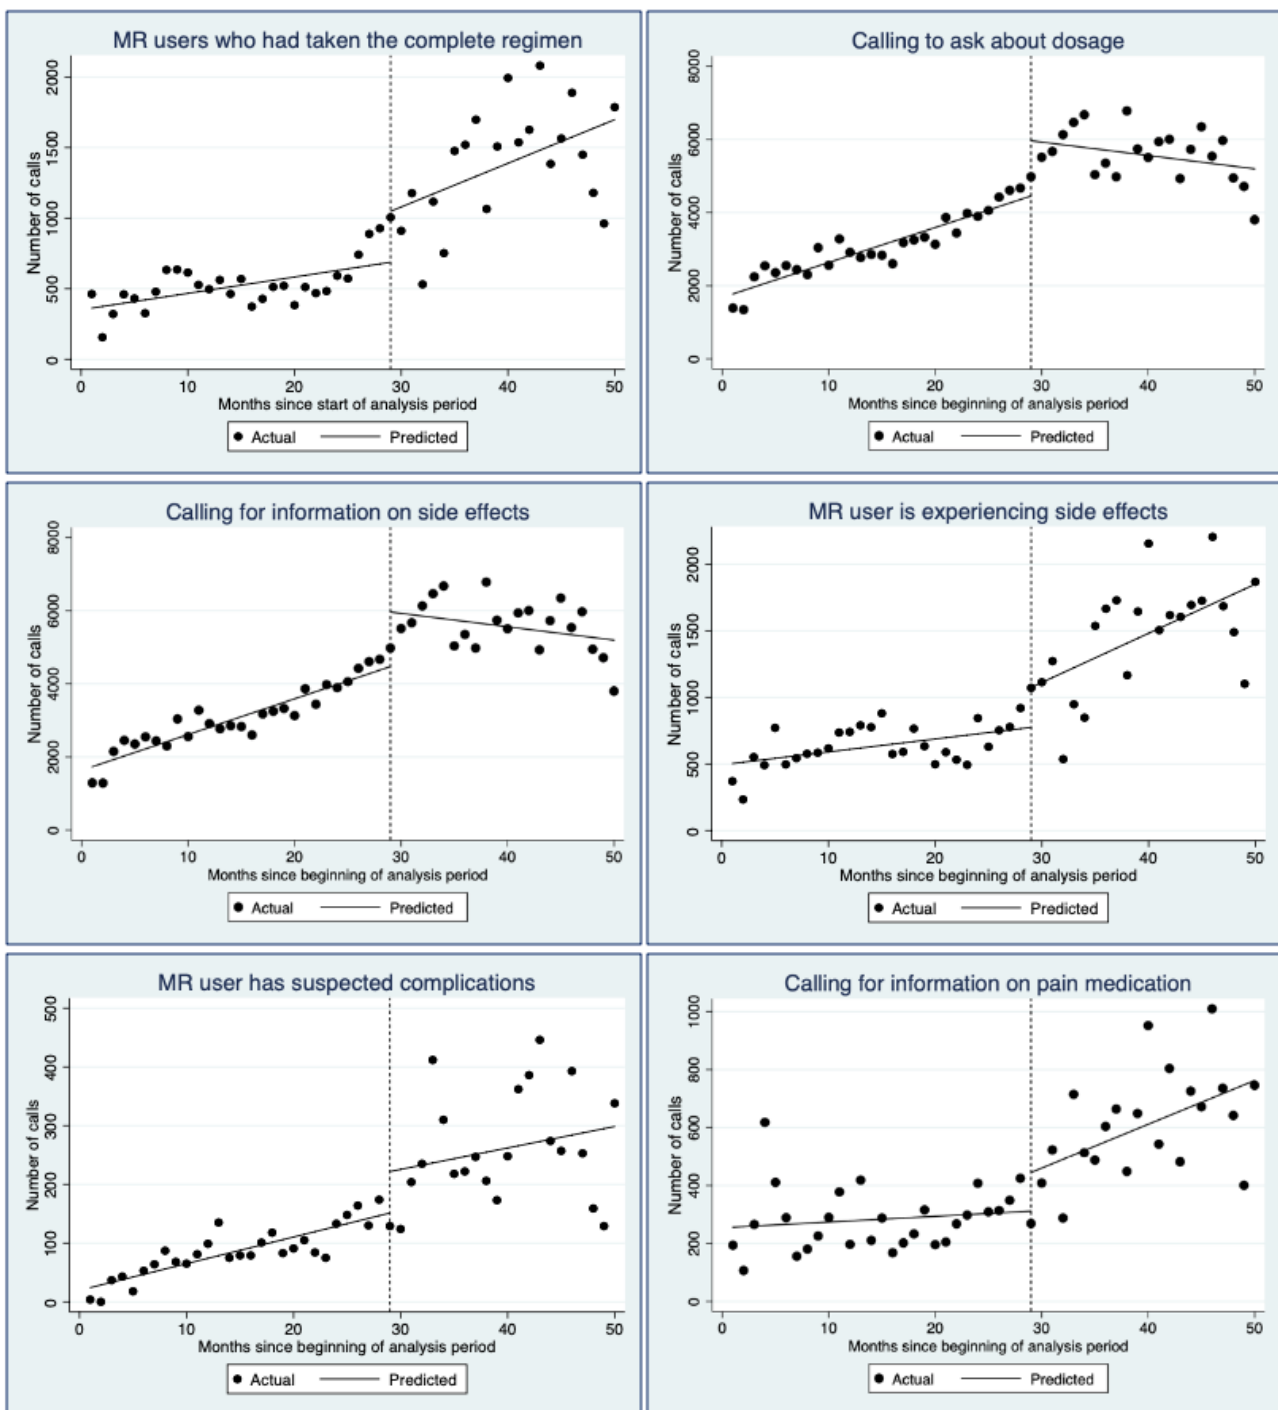 MR users who had taken the complete regimen
Number of calls
2000
1500
1000
500
0
0 10 20 30 40 50
Months since start of analysis period
Actual Predicted
Calling to ask about dosage
Number of calls
8000
6000
4000
2000
0
0 10 20 30 40 50
Months since beginning of analysis period
Actual Predicted
Calling for information on side effects
Number of calls
8000
6000
4000
2000
0
0 10 20 30 40 50
Months since beginning of analysis period
Actual Predicted
MR user is experiencing side effects
Number of calls
2000
1500
1000
500
0
0 10 20 30 40 50
Months since beginning of analysis period
Actual Predicted
MR user has suspected complications
Number of calls
500
400
300
200
100
0
0 10 20 30 40 50
Months since beginning of analysis period
Actual Predicted
Calling for information on pain medication
Number of calls
1000
800
600
400
200
0
0 10 20 30 40 50
Months since beginning of analysis period
Actual Predicted